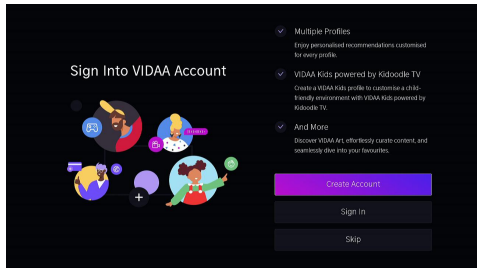 Sign Into VIDAA Account
Multiple Profiles
Enjoy personalised recommendations customised
for every profile.
VIDAA Kids powered by Kidoodle TV
Create a VIDAA Kids profile to customise a child-
friendly environment with VIDAA Kids powered by
Kidoodle TV.
And More
Discover VIDAA Art, effortlessly curate content, and
seamlessly dive into your favourites.
Create Account
Sign In
Skip